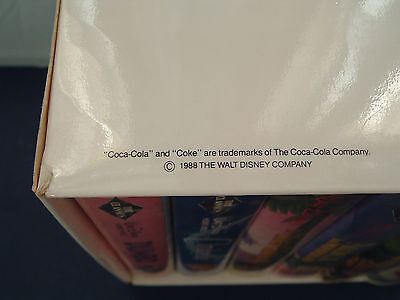 "Coca-Cola" and "Coke" are trademarks of The Coca-Cola Company.
© 1988 THE WALT DISNEY COMPANY